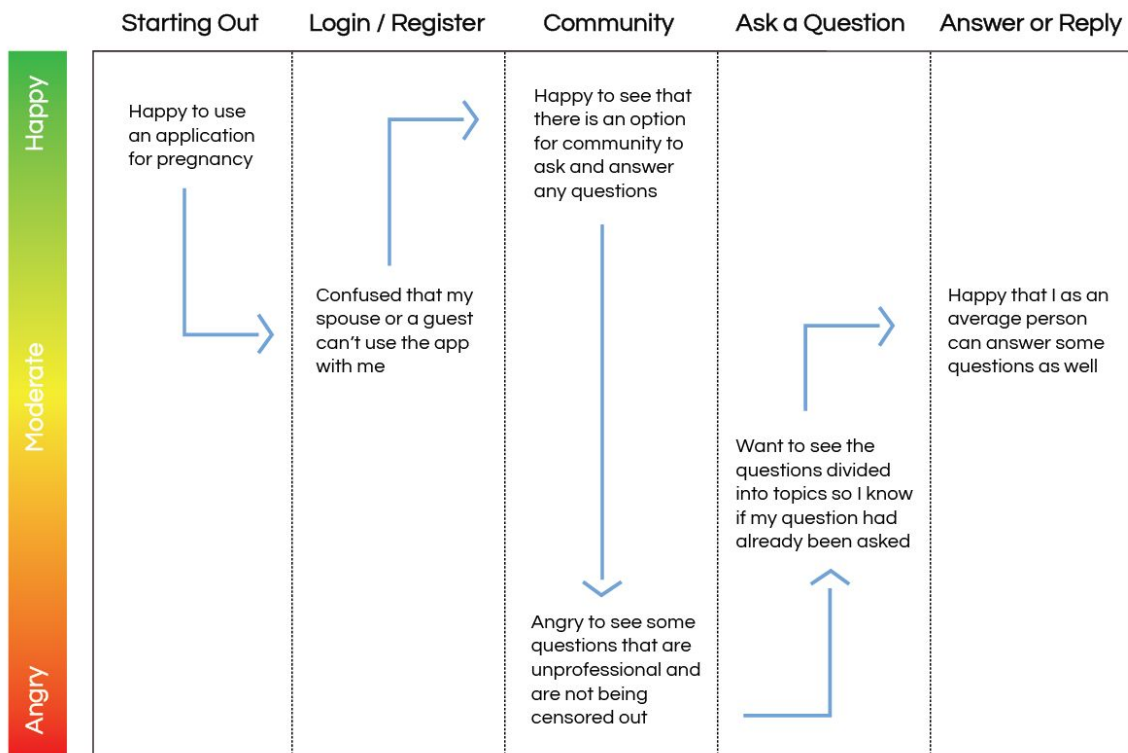 Starting Out
Login / Register
Community
Ask a Question
Answer or Reply
Happy
Moderate
Angry
Happy to use
an application
for pregnancy
Confused that my
spouse or a guest
can't use the app
with me
Happy to see that
there is an option
for community to
ask and answer
any questions
Angry to see some
questions that are
unprofessional and
are not being
censored out
Want to see the
questions divided
into topics so I know
if my question had
already been asked
Happy that I as an
average person
can answer some
questions as well